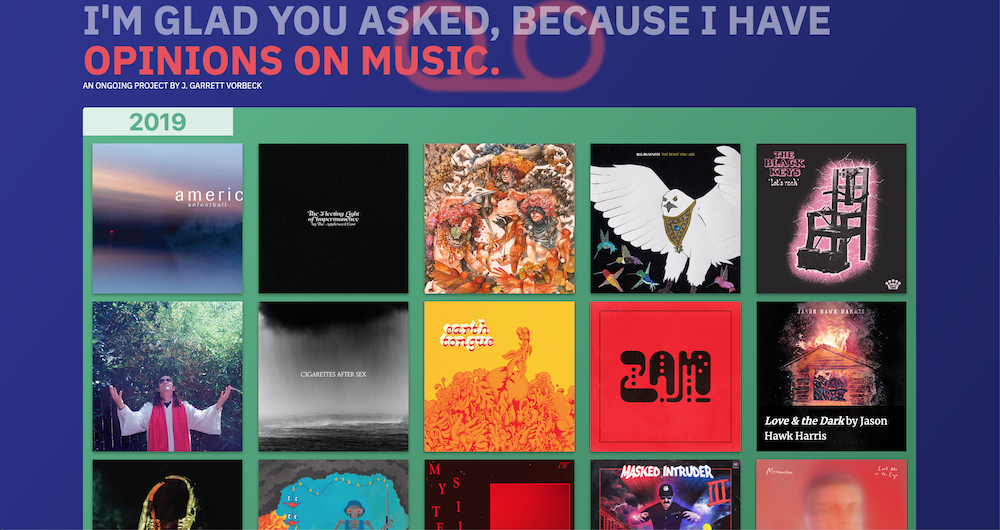 I'M GLAD YOU ASKED, BECAUSE I HAVE
OPINIONS ON MUSIC.
AN ONGOING PROJECT BY J. GARRETT VORBECK
2019
americ
anfootball
The Fleeting Light
of Impermanence
by The Appleseed Cast
BIG BUSINESS THE BEAST YOU ARE
THE
BLACK
KEYS
"Let's rock"
CIGARETTES AFTER SEX
earth
tongue
ZAM
JASON HAWK HARRIS
Love & the Dark by Jason
Hawk Harris
MYTE
SIL
LW
MASKED INTRUDER
III
Look Me
in the Eye